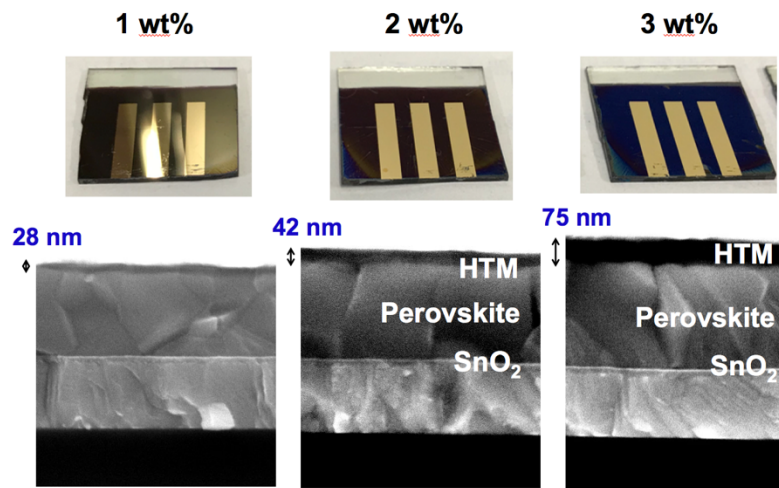 1 wt%
2 wt%
3 wt%
28 nm
42 nm
75 nm
HTM
Perovskite
SnO₂
HTM
Perovskite
SnO₂